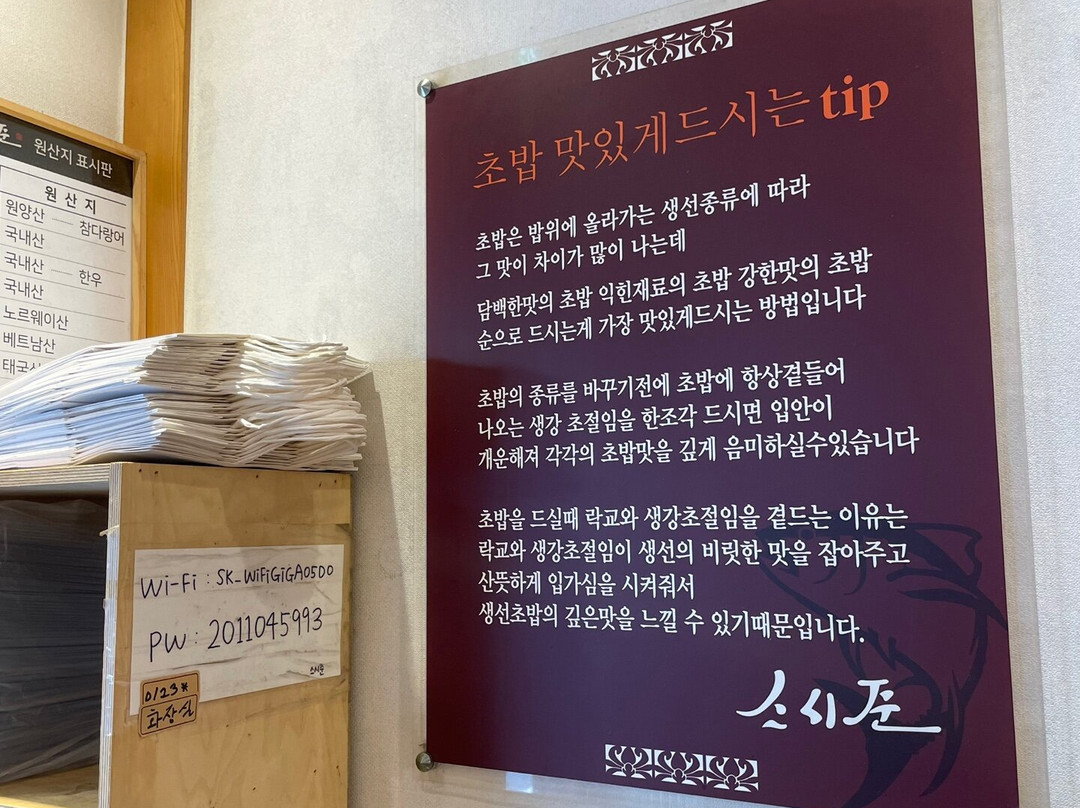 원산지 표시판
원 산 지
원양산 참다랑어
국내산
국내산 한우
국내산
노르웨이산
베트남산
초밥 맛있게드시는 tip
초밥은 밥위에 올라가는 생선종류에 따라
그 맛이 차이가 많이 나는데
담백한맛의 초밥 익힌재료의 초밥 강한맛의 초밥
순으로 드시는게 가장 맛있게드시는 방법입니다
초밥의 종류를 바꾸기전에 초밥에 항상곁들어
나오는 생강 초절임을 한조각 드시면 입안이
개운해져 각각의 초밥맛을 깊게 음미하실수있습니다
초밥을 드실때 락교와 생강초절임을 곁드는 이유는
락교와 생강초절임이 생선의 비릿한 맛을 잡아주고
산뜻하게 입가심을 시켜줘서
생선초밥의 깊은맛을 느낄 수 있기때문입니다.
스시준
Wi-Fi : SK_WiFiGiGA05D0
PW : 2011045993
0123*
화장실